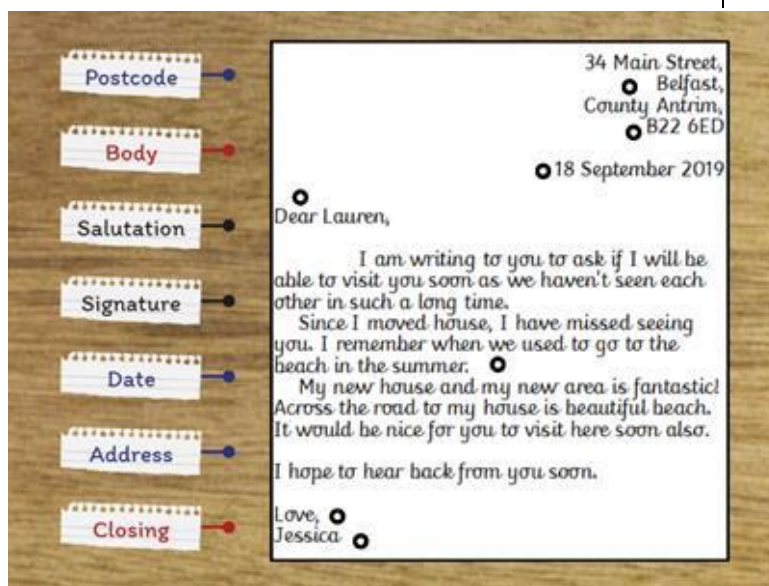 Postcode
Body
Salutation
Signature
Date
Address
Closing
34 Main Street,
Belfast,
County Antrim,
B22 6ED
18 September 2019
Dear Lauren,
I am writing to you to ask if I will be
able to visit you soon as we haven't seen each
other in such a long time.
Since I moved house, I have missed seeing
you. I remember when we used to go to the
beach in the summer.
My new house and my new area is fantastic!
Across the road to my house is beautiful beach.
It would be nice for you to visit here soon also.
I hope to hear back from you soon.
Love,
Jessica